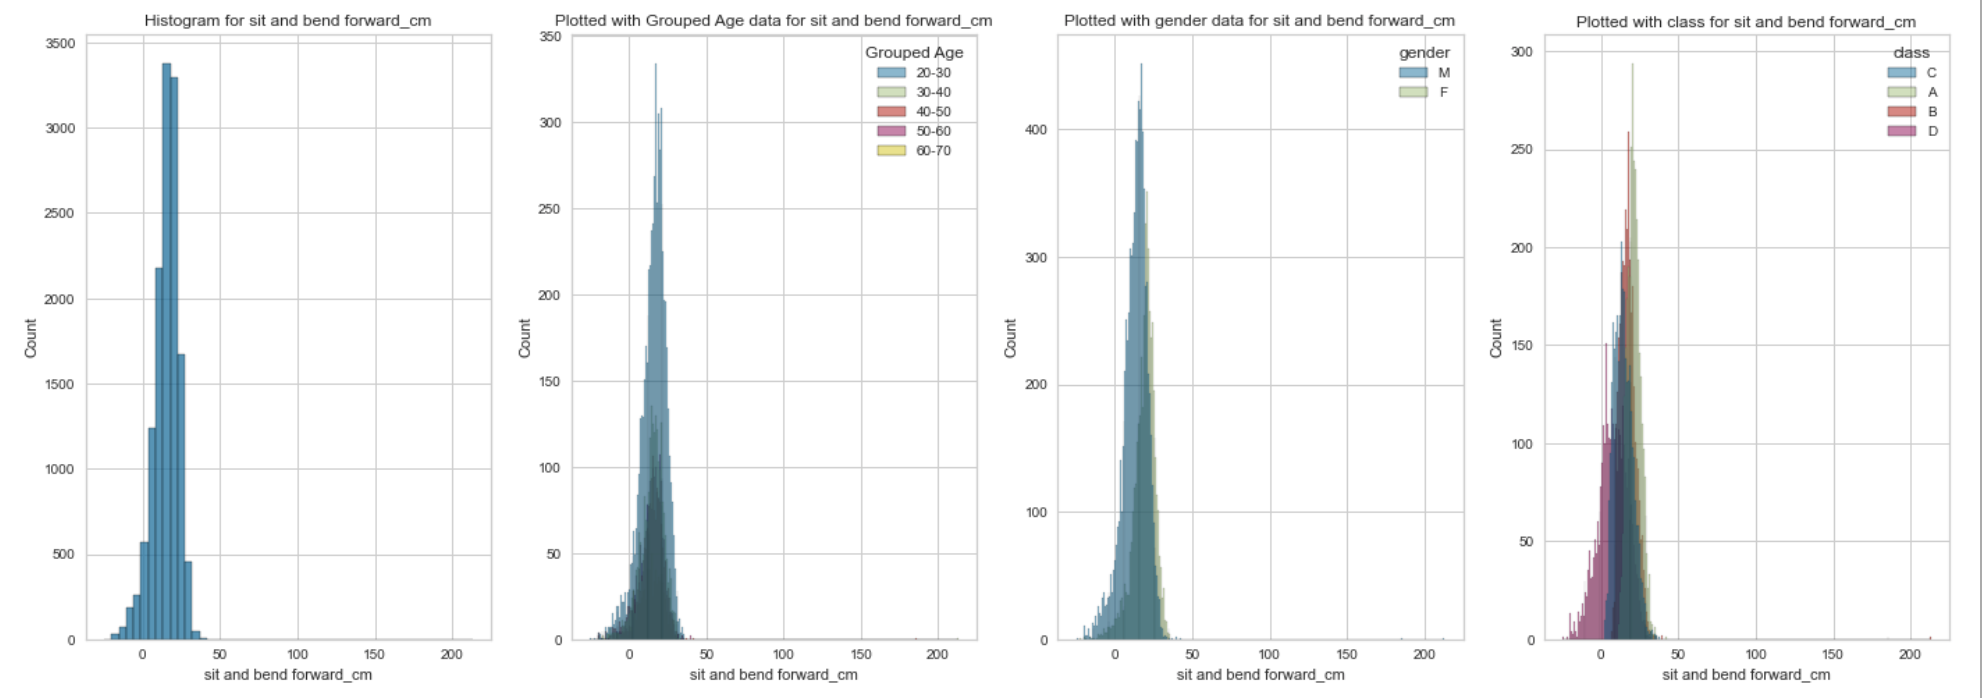 Histogram for sit and bend forward_cm
3500
3000
2500
2000
1500
1000
500
0
Count
0 50 100 150 200
sit and bend forward_cm
Plotted with Grouped Age data for sit and bend forward_cm
350
300
250
200
150
100
50
0
Count
Grouped Age
20-30
30-40
40-50
50-60
60-70
0 50 100 150 200
sit and bend forward_cm
Plotted with gender data for sit and bend forward_cm
400
300
200
100
0
Count
gender
M
F
0 50 100 150 200
sit and bend forward_cm
Plotted with class for sit and bend forward_cm
300
250
200
150
100
50
0
Count
class
C
A
B
D
0 50 100 150 200
sit and bend forward_cm